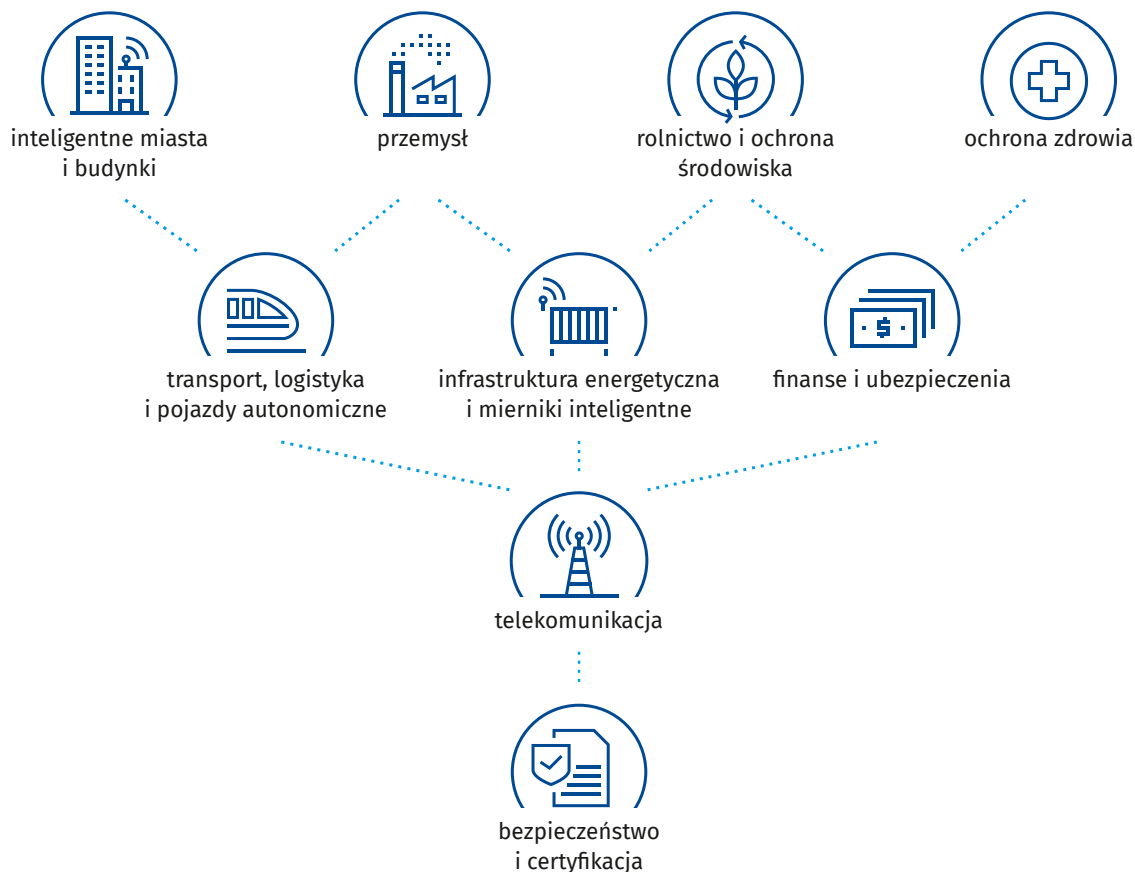 inteligentne miasta
i budynki
przemysł
rolnictwo i ochrona
środowiska
ochrona zdrowia
transport, logistyka
i pojazdy autonomiczne
infrastruktura energetyczna
i mierniki inteligentne
$
finanse i ubezpieczenia
telekomunikacja
bezpieczeństwo
i certyfikacja